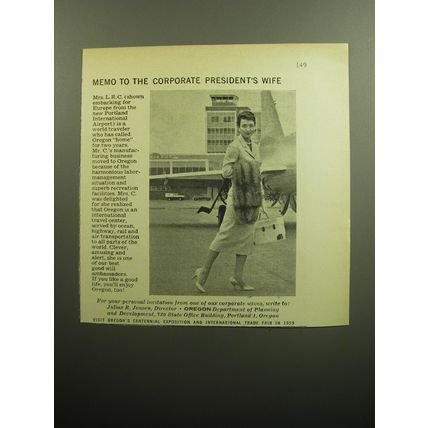 149
MEMO TO THE CORPORATE PRESIDENT'S WIFE
Mrs. L.R.C. (shown
embarking for
Europe from the
new Portland
International
Airport) is a
world traveler
who has called
Oregon "home"
for two years.
Mr. C.'s manufac-
turing business
moved to Oregon
because of the
harmonious labor-
management
situation and
superb recreation
facilities. Mrs. C.
was delighted
for she realized
that Oregon is an
international
travel center,
served by ocean,
highway, rail and
air transportation
to all parts of the
world. Clever,
amusing and
alert, she is one
of our best
good will
ambassadors.
If you like a good
life, you'll enjoy
Oregon, too!
For your personal invitation from one of our corporate wives, write to:
Julius R. Jensen, Director • OREGON Department of Planning
and Development, 739 State Office Building, Portland 1, Oregon
VISIT OREGON'S CENTENNIAL EXPOSITION AND INTERNATIONAL TRADE FAIR IN 1959